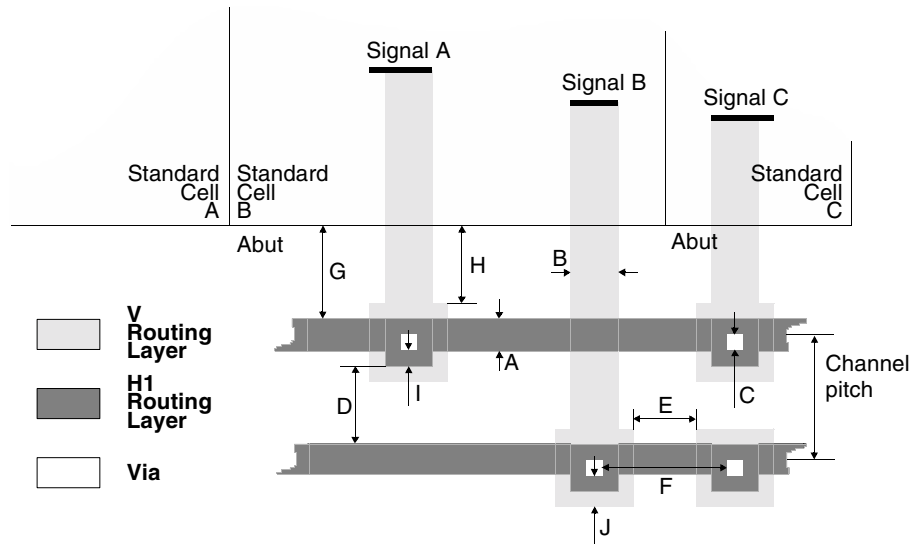 Signal A
Signal B
Signal C
Standard
Cell
A
Standard
Cell
B
Standard
Cell
C
Abut
Abut
G
H
B
V
Routing
Layer
A
Channel
pitch
I
C
H1
Routing
Layer
D
E
Via
F
J